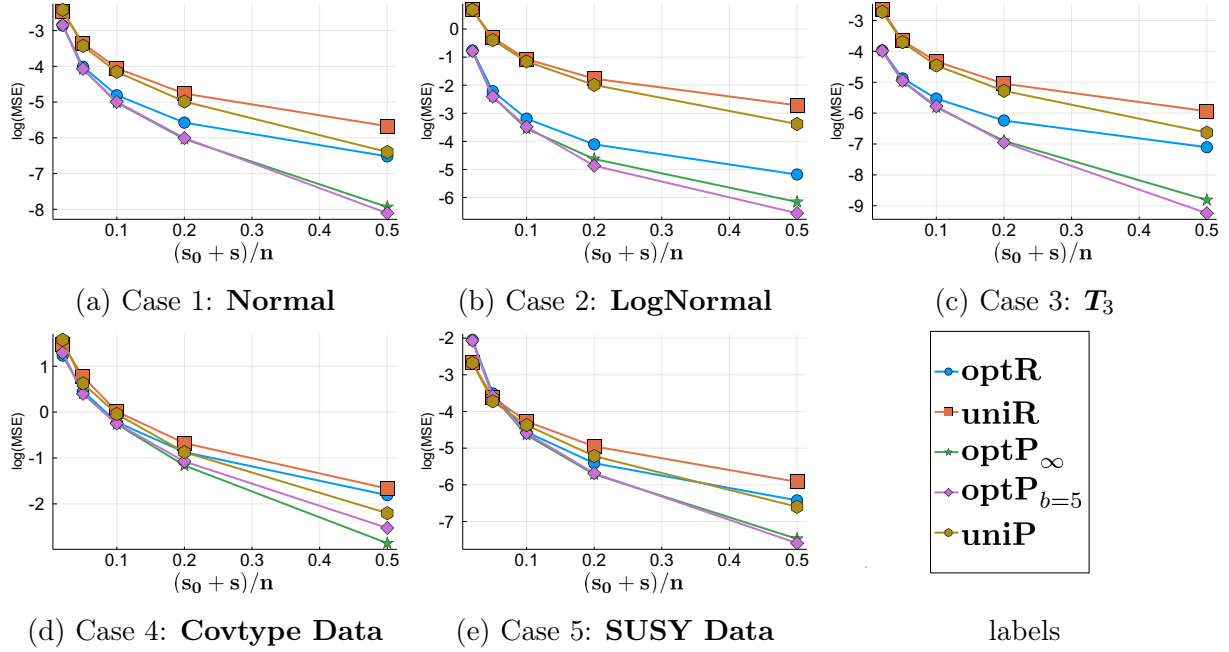 log(MSE)
-3
-4
-5
-6
-7
-8
0.1
0.2
0.3
0.4
0.5
(s₀ + s)/n
(a) Case 1: Normal
log(MSE)
0
-1
-2
-3
-4
-5
-6
0.1
0.2
0.3
0.4
0.5
(s₀ + s)/n
(b) Case 2: LogNormal
log(MSE)
-3
-4
-5
-6
-7
-8
-9
0.1
0.2
0.3
0.4
0.5
(s₀ + s)/n
(c) Case 3: T₃
log(MSE)
1
0
-1
-2
0.1
0.2
0.3
0.4
0.5
(s₀ + s)/n
(d) Case 4: Covtype Data
log(MSE)
-2
-3
-4
-5
-6
-7
0.1
0.2
0.3
0.4
0.5
(s₀ + s)/n
(e) Case 5: SUSY Data
optR
uniR
optP∞
optP_{b=5}
uniP
labels